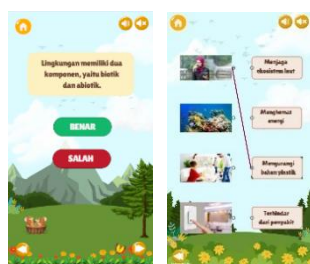 Lingkungan memiliki dua
komponen, yaitu biotik
dan abiotik.
BENAR
SALAH
Menjaga
ekosistem laut
Menghemat
energi
Mengurangi
bahan plastik
Terhindar
dari penyakit